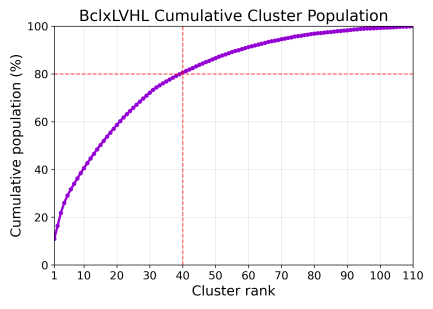 BclxLVHL Cumulative Cluster Population
Cumulative population (%)
100
80
60
40
20
0
1 10 20 30 40 50 60 70 80 90 100 110
Cluster rank